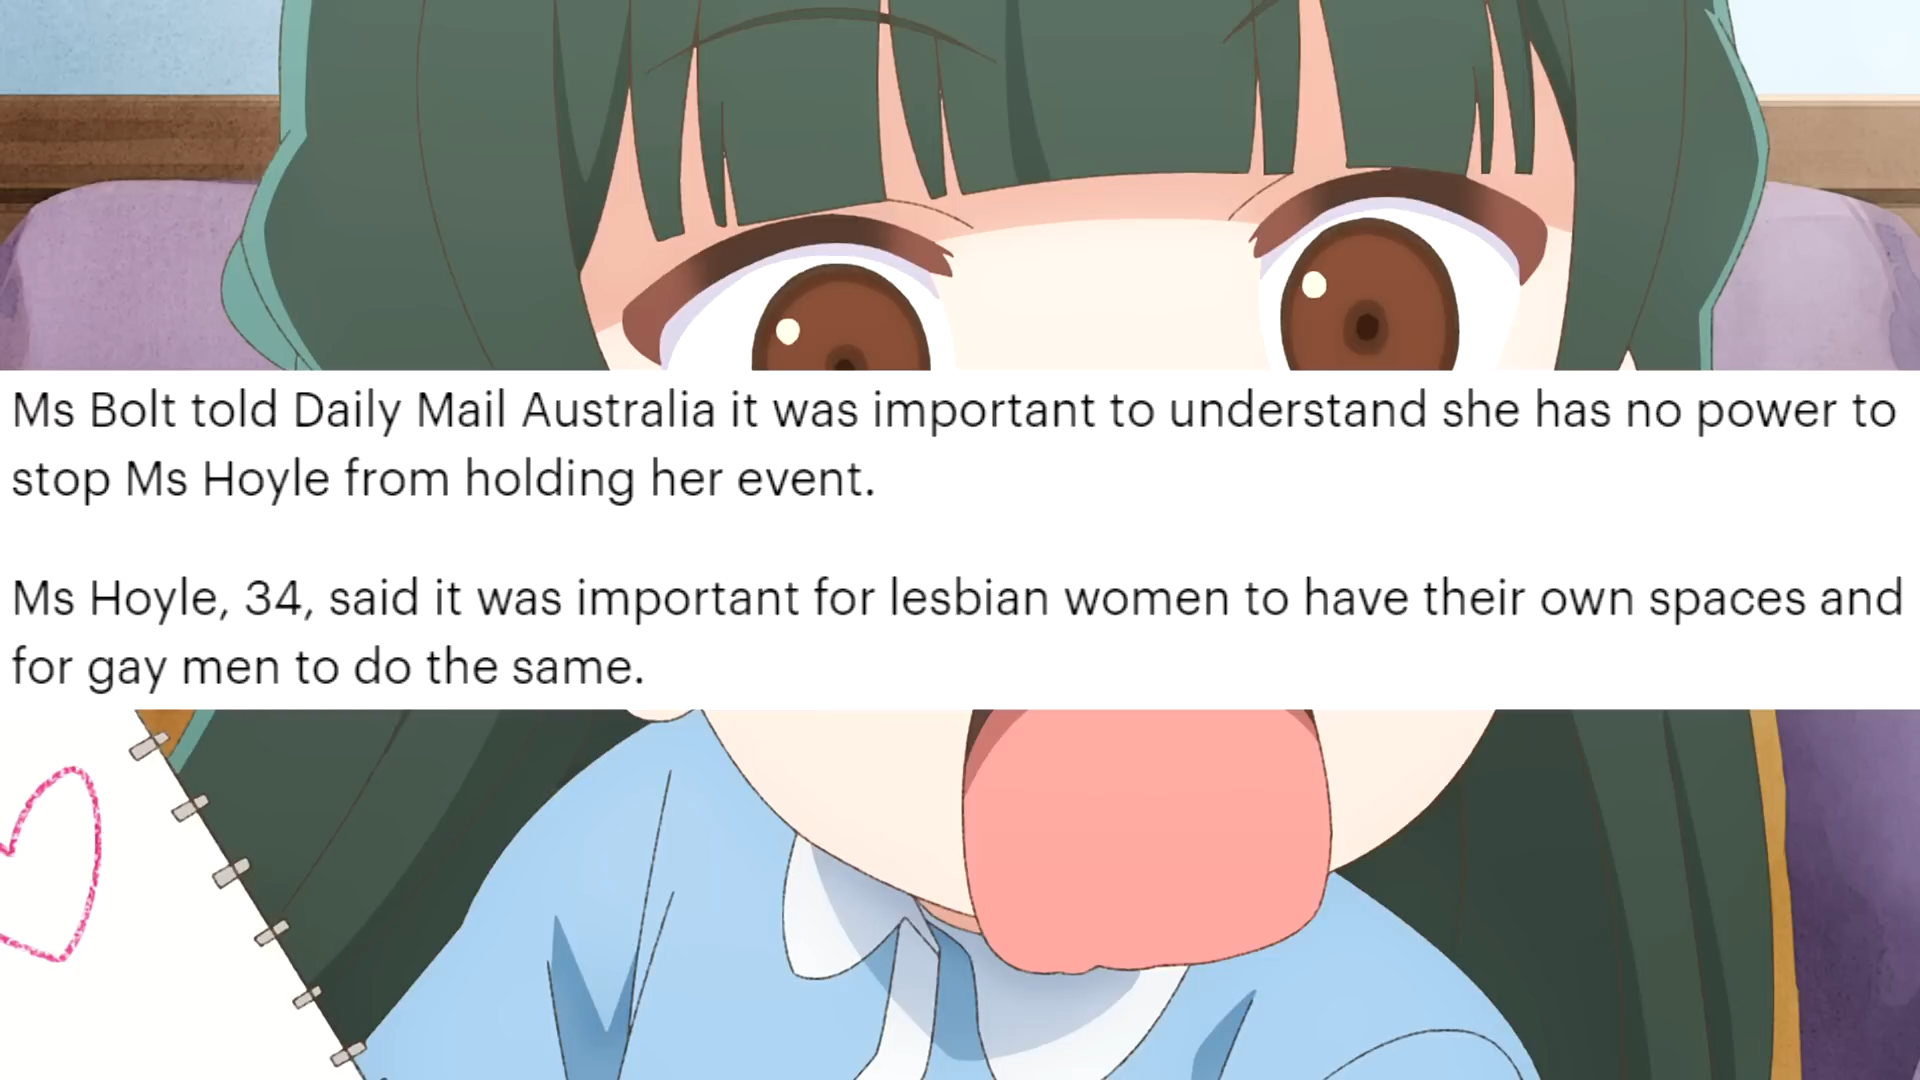 Ms Bolt told Daily Mail Australia it was important to understand she has no power to
stop Ms Hoyle from holding her event.
Ms Hoyle, 34, said it was important for lesbian women to have their own spaces and
for gay men to do the same.